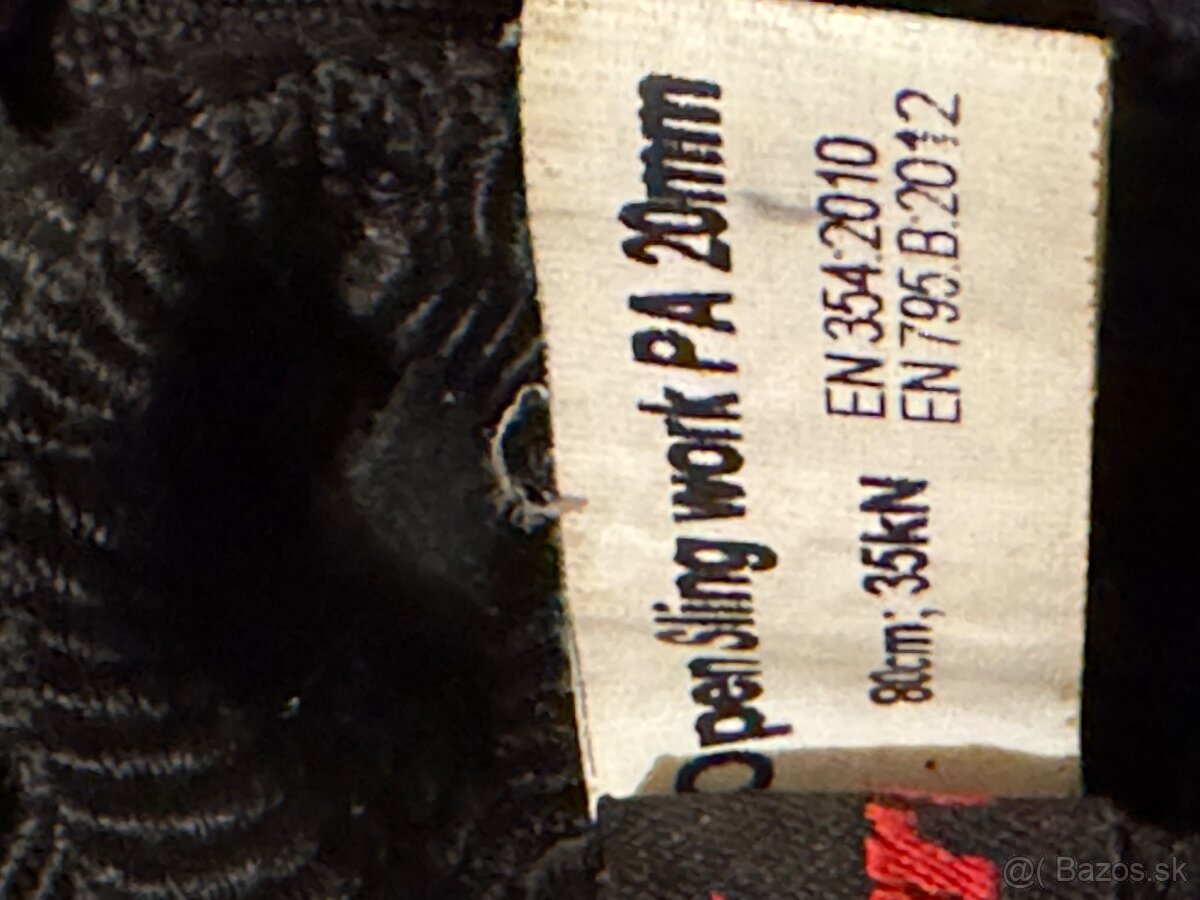 Open Sling work PA 20mm
80cm; 35kN EN 354:2010
EN 795.B:2012
@( Bazos.sk